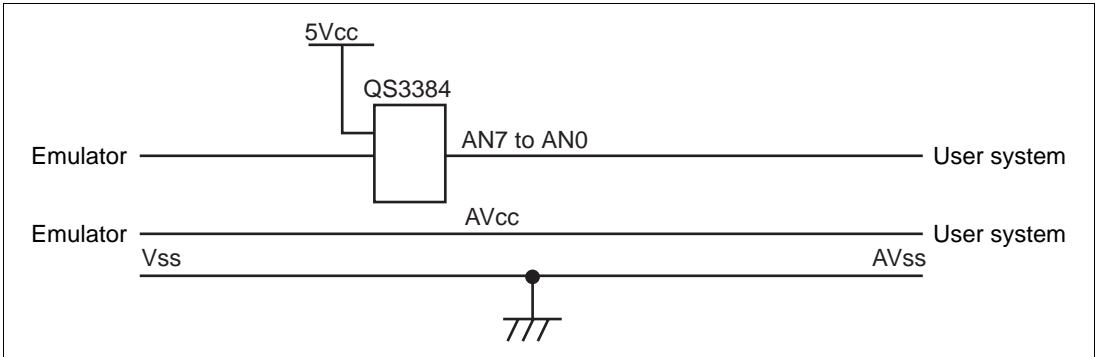 5Vcc
QS3384
AN7 to AN0
Emulator User system
AVcc
Emulator User system
Vss AVss